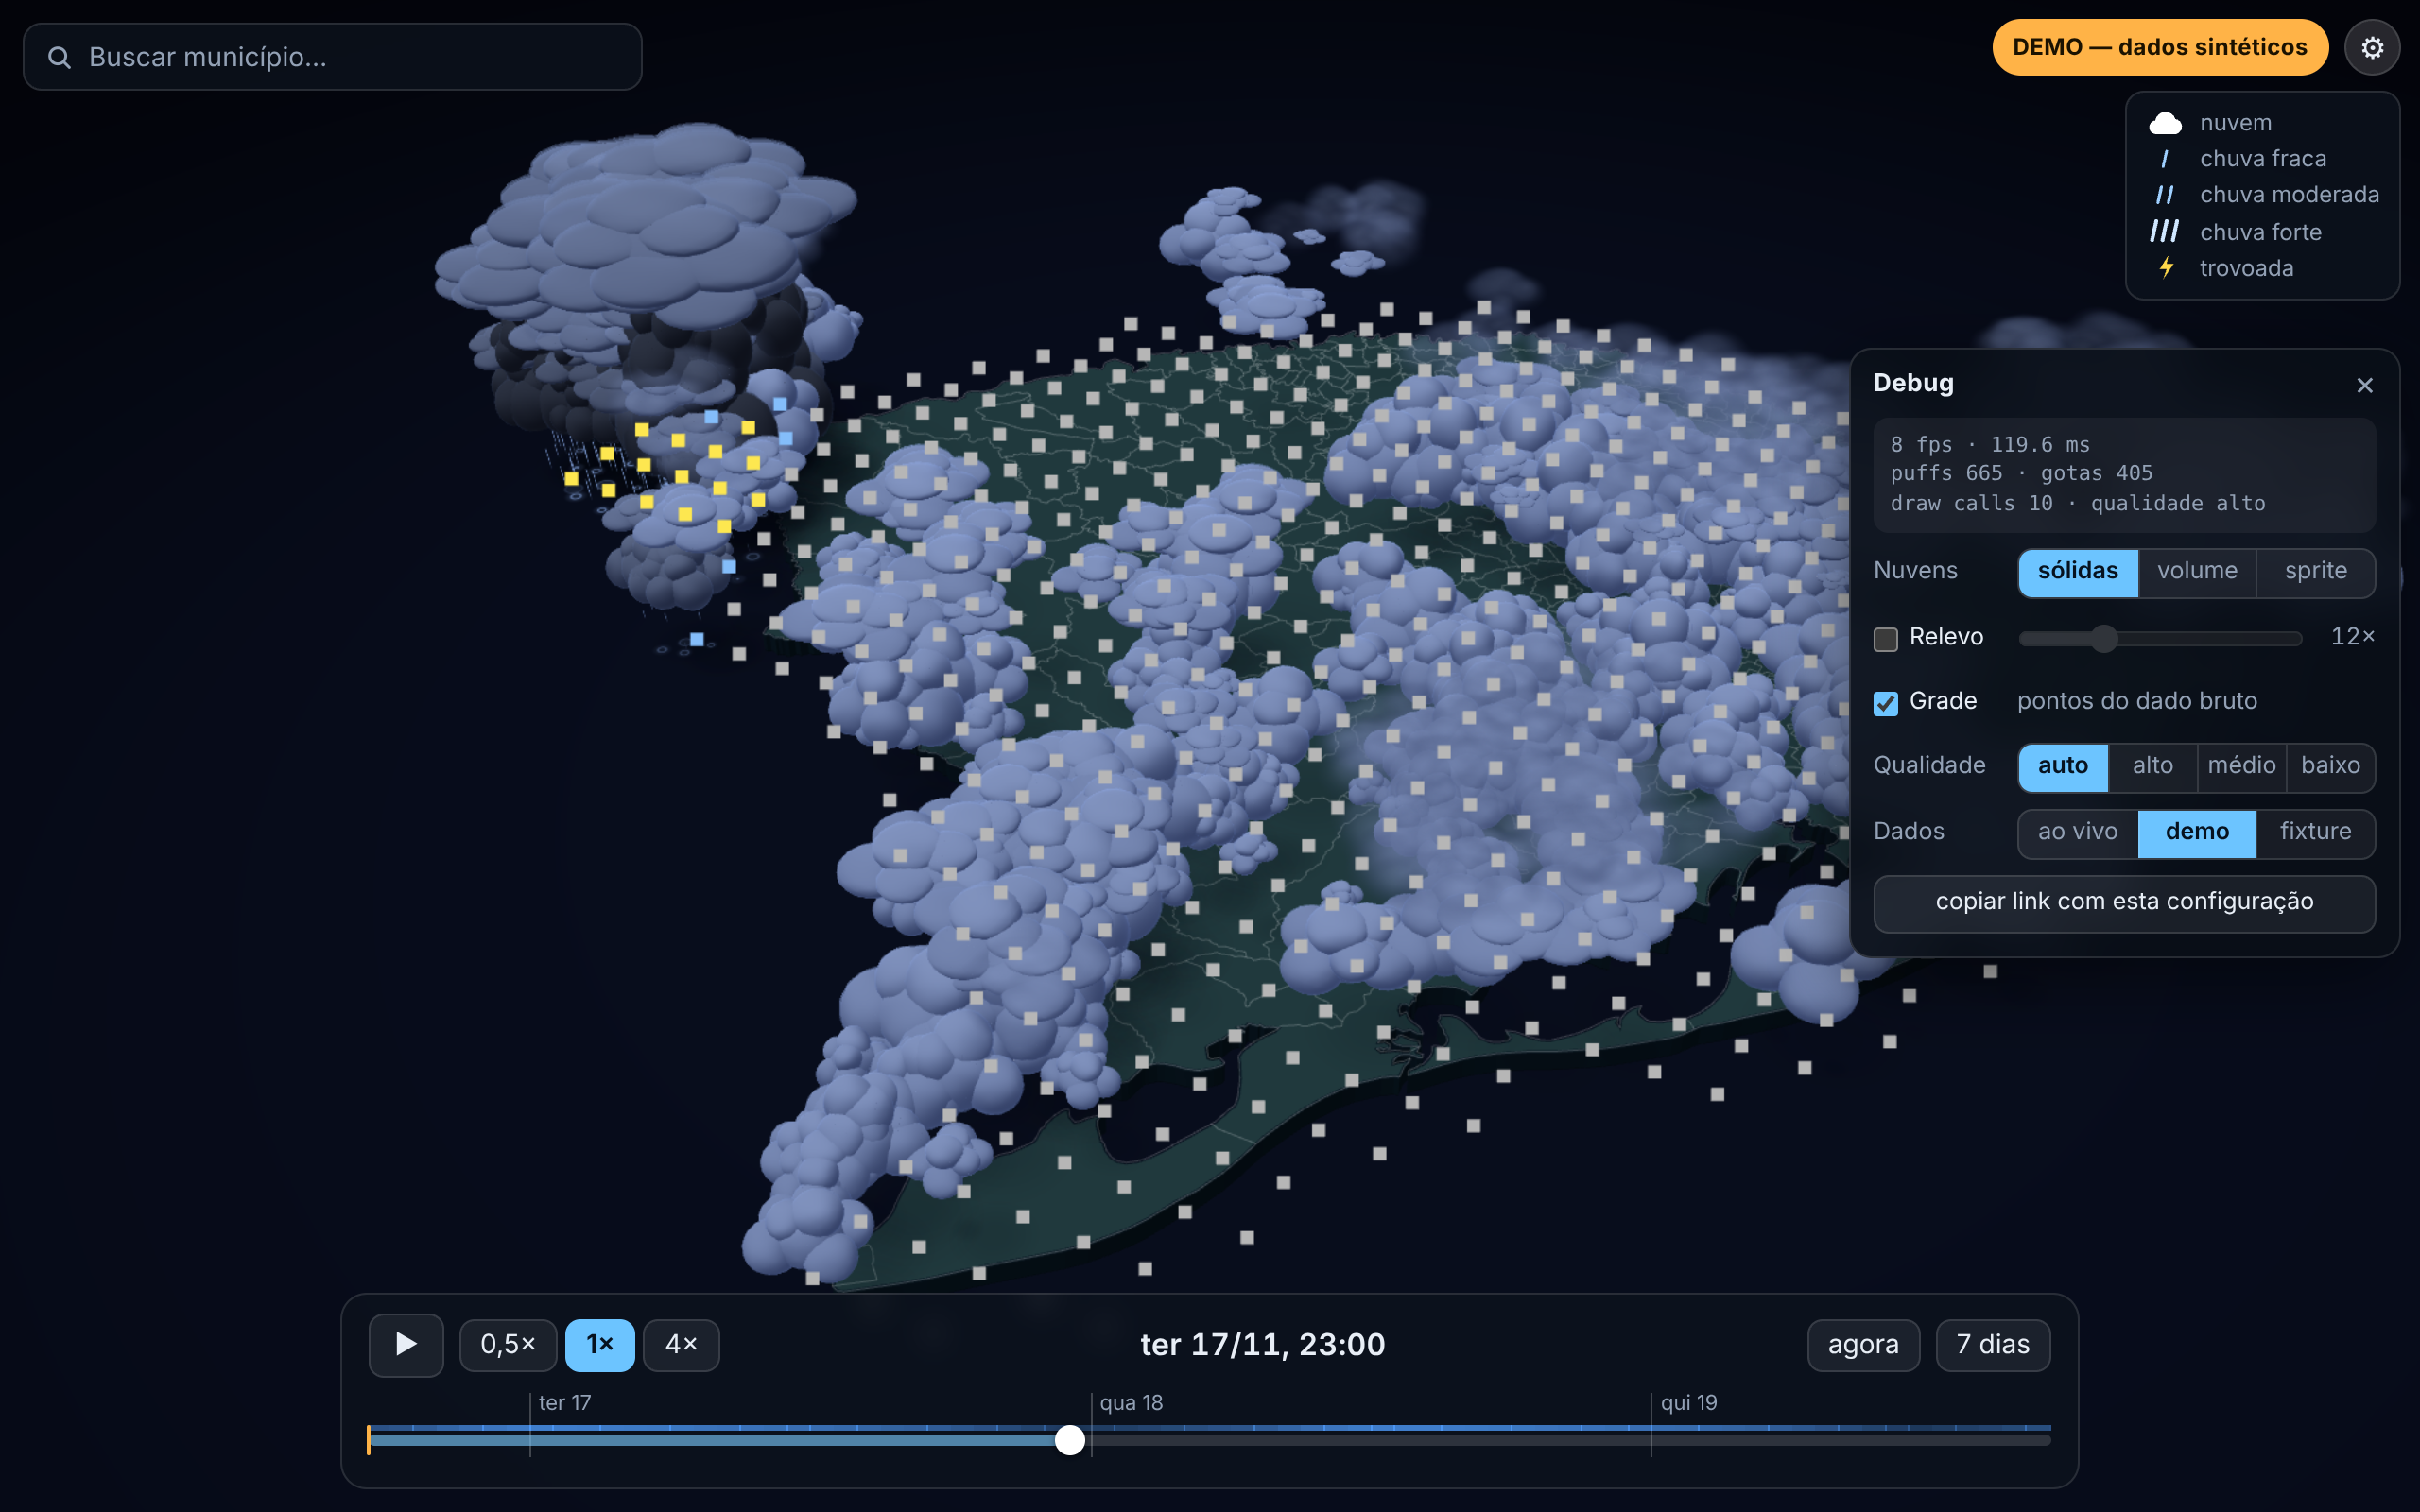 Buscar município...
DEMO — dados sintéticos
nuvem
chuva fraca
chuva moderada
chuva forte
trovoada
Debug
8 fps · 119.6 ms
puffs 665 · gotas 405
draw calls 10 · qualidade alto
Nuvens sólidas volume sprite
Relevo 12×
Grade pontos do dado bruto
Qualidade auto alto médio baixo
Dados ao vivo demo fixture
copiar link com esta configuração
0,5× 1× 4× ter 17/11, 23:00 agora 7 dias
ter 17 qua 18 qui 19